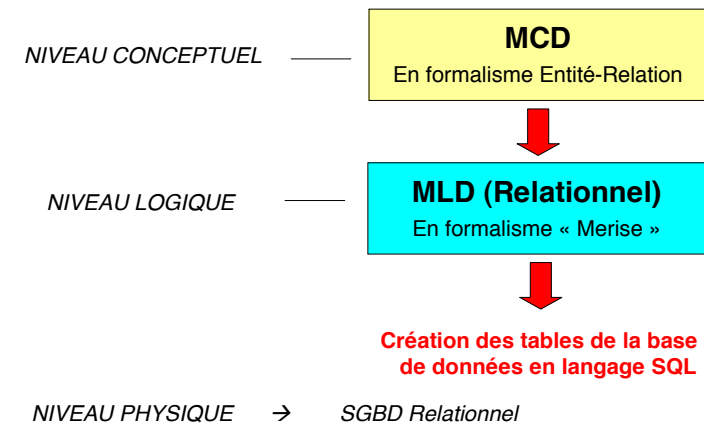 MCD
NIVEAU CONCEPTUEL
En formalisme Entité-Relation
MLD (Relationnel)
NIVEAU LOGIQUE
En formalisme « Merise »
Création des tables de la base
de données en langage SQL
NIVEAU PHYSIQUE → SGBD Relationnel